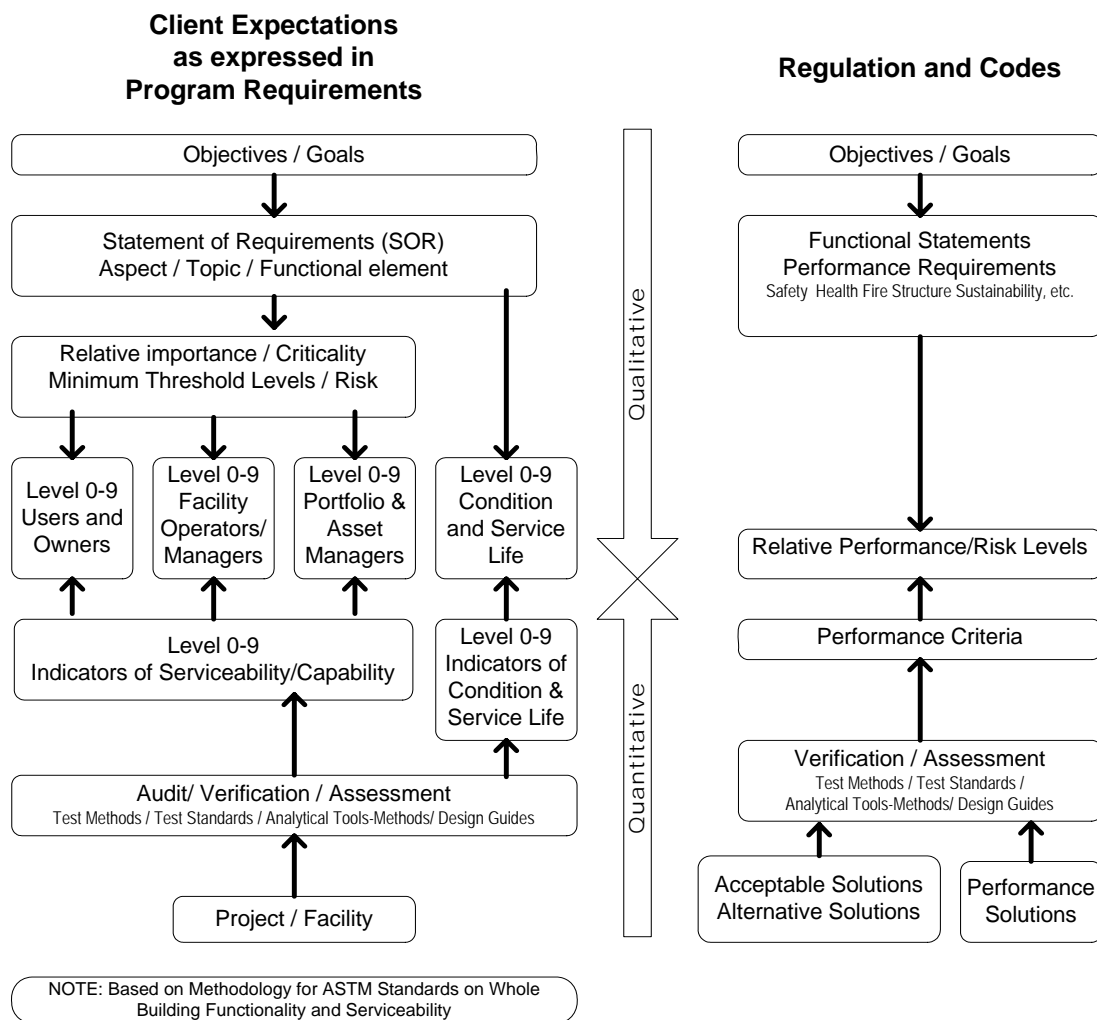 Client Expectations
as expressed in
Program Requirements
Objectives / Goals
Statement of Requirements (SOR)
Aspect / Topic / Functional element
Relative importance / Criticality
Minimum Threshold Levels / Risk
Level 0-9
Users and
Owners
Level 0-9
Facility
Operators/
Managers
Level 0-9
Portfolio &
Asset
Managers
Level 0-9
Condition
and Service
Life
Level 0-9
Indicators of Serviceability/Capability
Level 0-9
Indicators of
Condition &
Service Life
Audit/ Verification / Assessment
Test Methods / Test Standards / Analytical Tools-Methods/ Design Guides
Project / Facility
NOTE: Based on Methodology for ASTM Standards on Whole
Building Functionality and Serviceability
Qualitative
Quantitative
Regulation and Codes
Objectives / Goals
Functional Statements
Performance Requirements
Safety Health Fire Structure Sustainability, etc.
Relative Performance/Risk Levels
Performance Criteria
Verification / Assessment
Test Methods / Test Standards /
Analytical Tools-Methods/ Design Guides
Acceptable Solutions
Alternative Solutions
Performance
Solutions